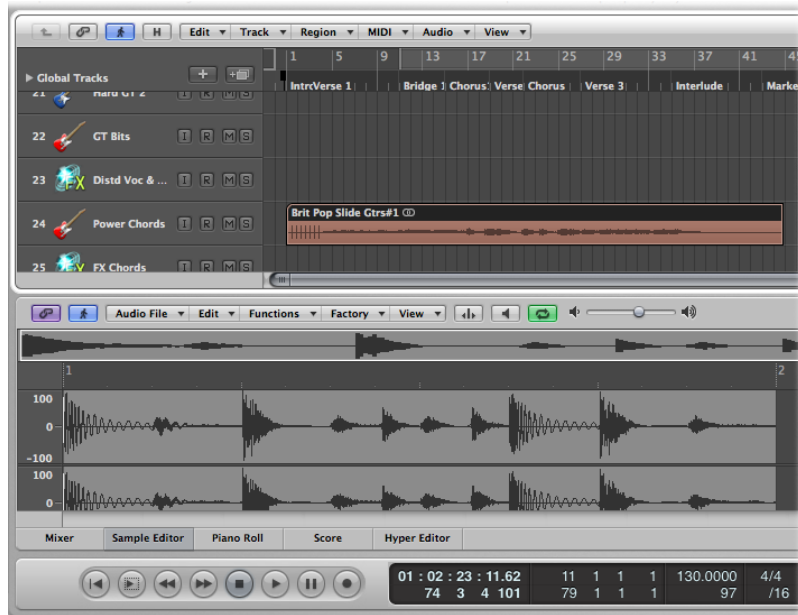 H Edit Track Region MIDI Audio View
1 5 9 13 17 21 25 29 33 37 41
Global Tracks
IntrcVerse 1 Bridge 1 Chorus Verse Chorus Verse 3 Interlude Marke
21 Hard GT 2 I R M S
22 GT Bits I R M S
23 Distd Voc & ... I R M S
24 Power Chords I R M S
Brit Pop Slide Gtrs#1
25 FX Chords I R M S
Audio File Edit Functions Factory View
1 2
100
0
-100
100
0
Mixer Sample Editor Piano Roll Score Hyper Editor
01 : 02 : 23 : 11.62 11 1 1 1 130.0000 4/4
74 3 4 101 79 1 1 1 97 /16